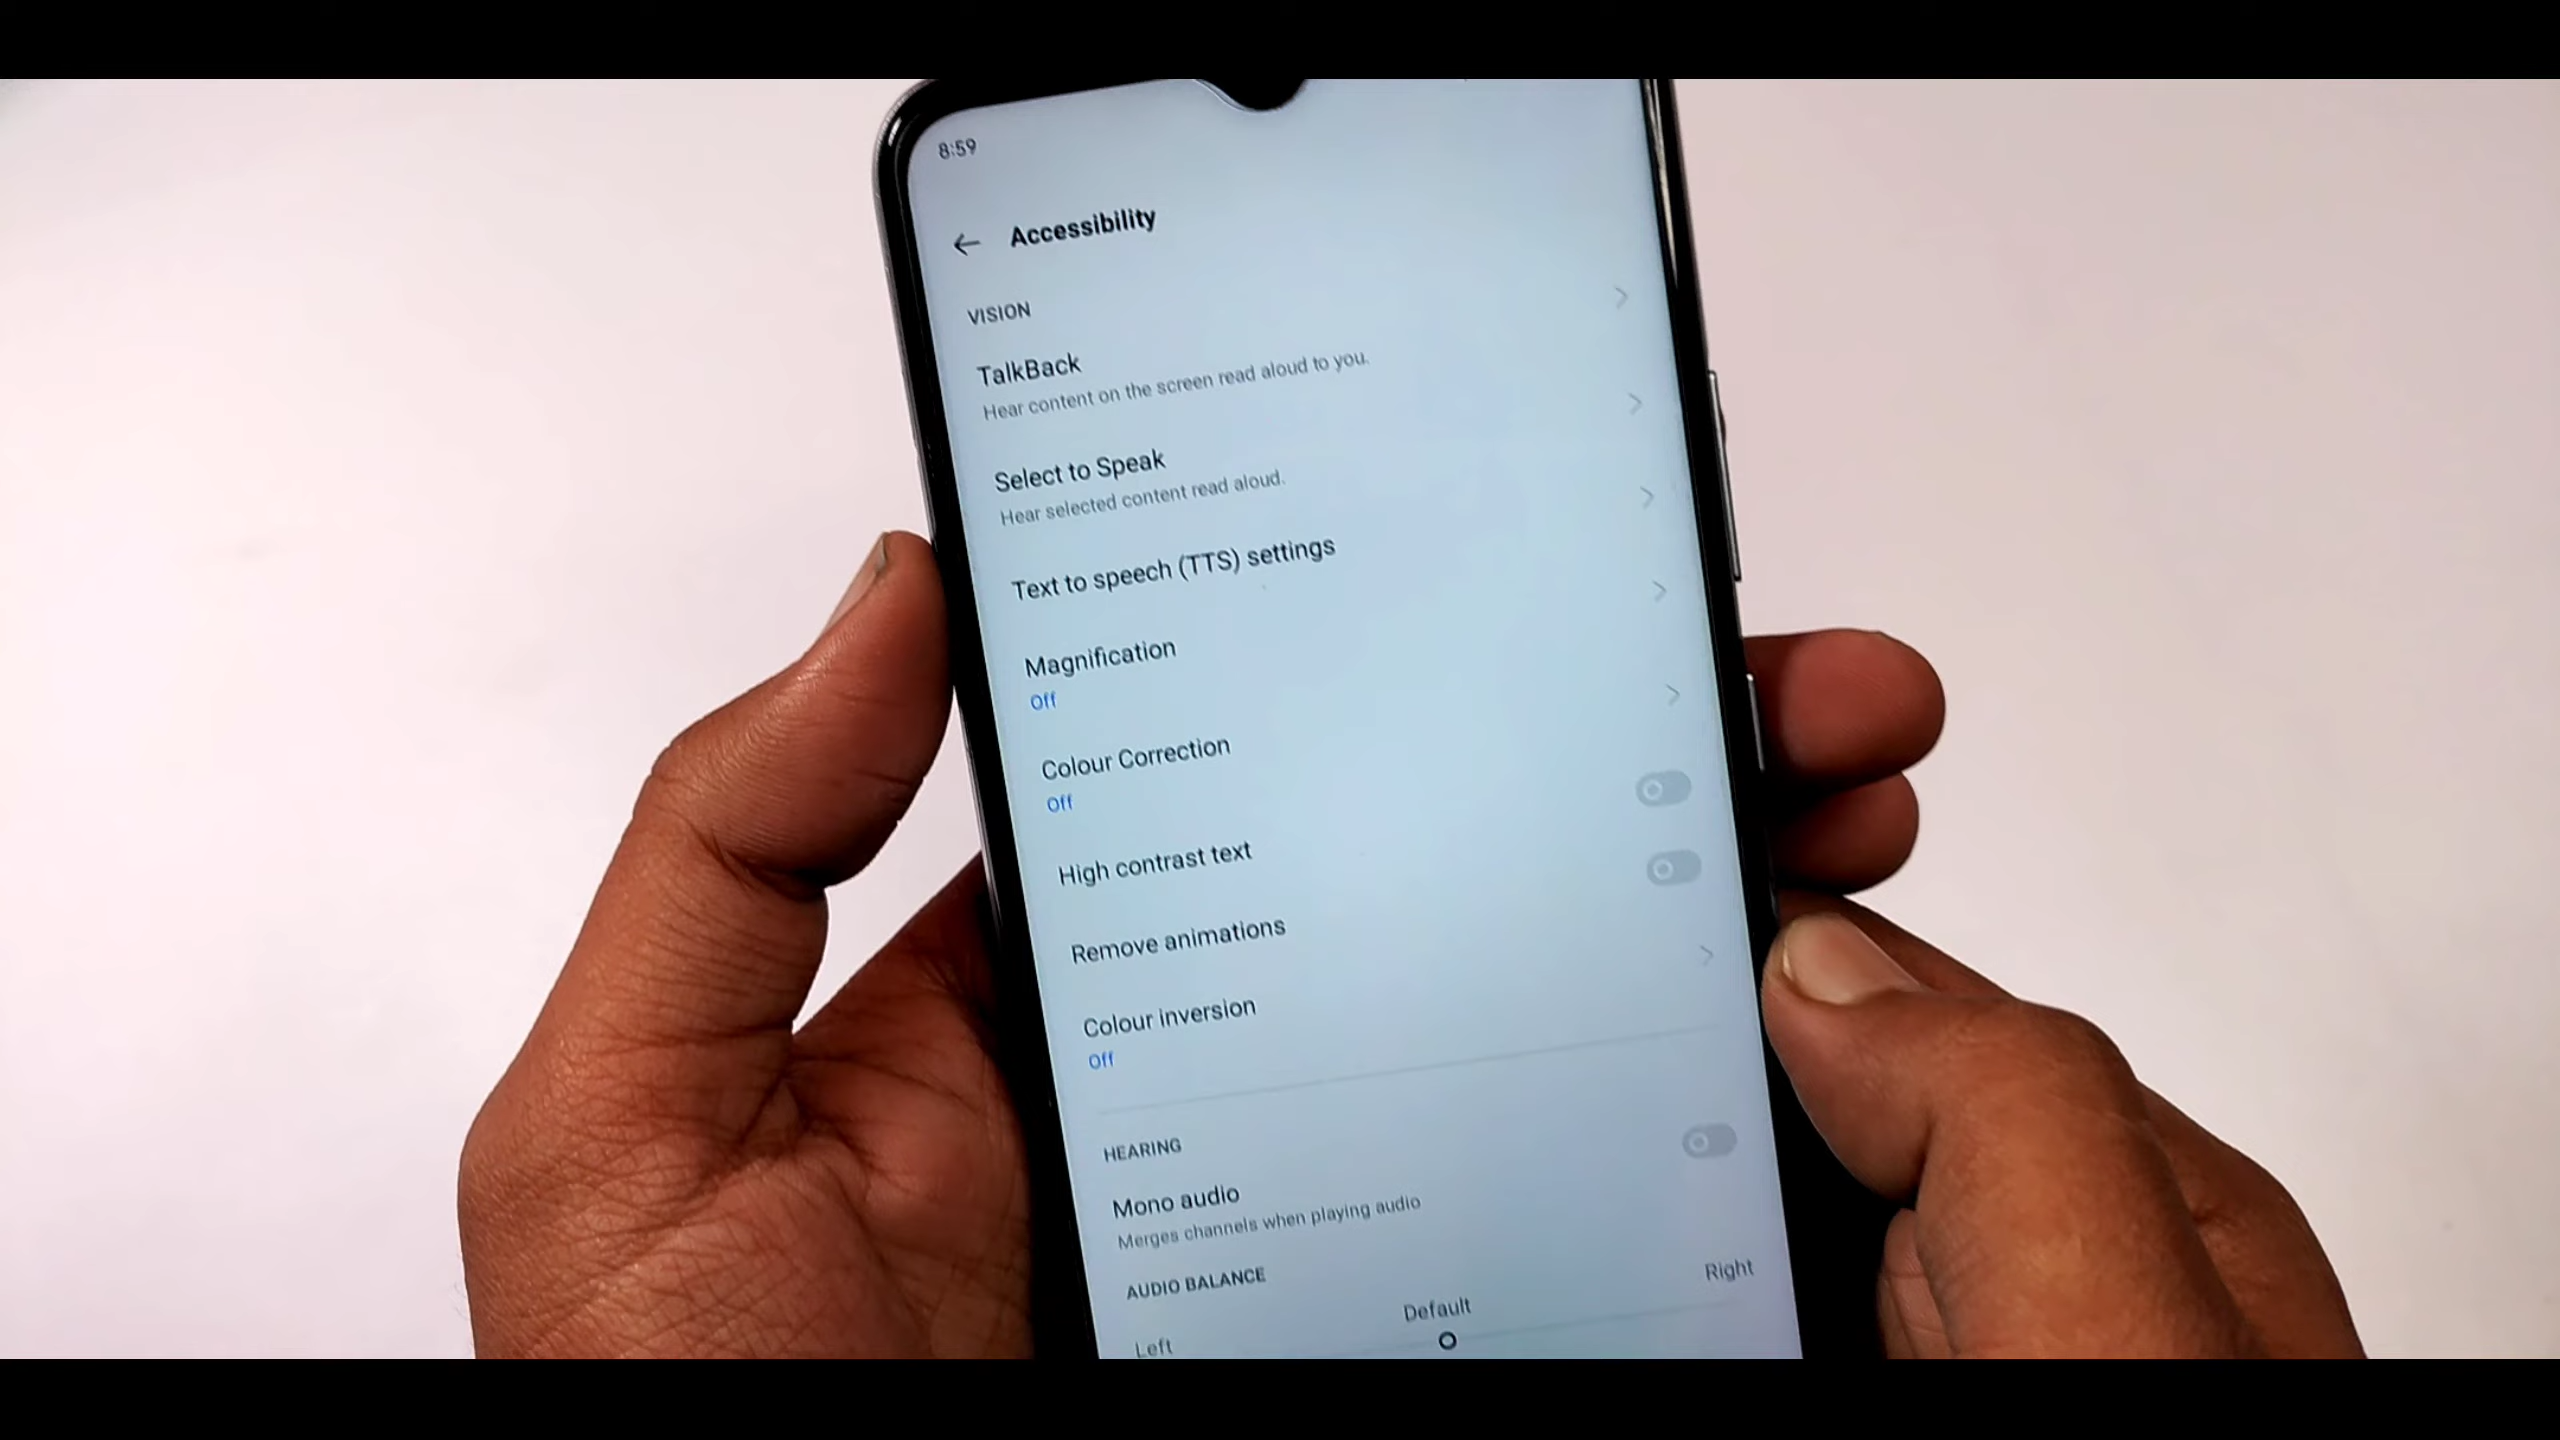 8:59
Accessibility
VISION
TalkBack
Hear content on the screen read aloud to you.
Select to Speak
Hear selected content read aloud.
Text to speech (TTS) settings
Magnification
Off
Colour Correction
Off
High contrast text
Remove animations
Colour inversion
Off
HEARING
Mono audio
Merges channels when playing audio
AUDIO BALANCE
Left Default Right